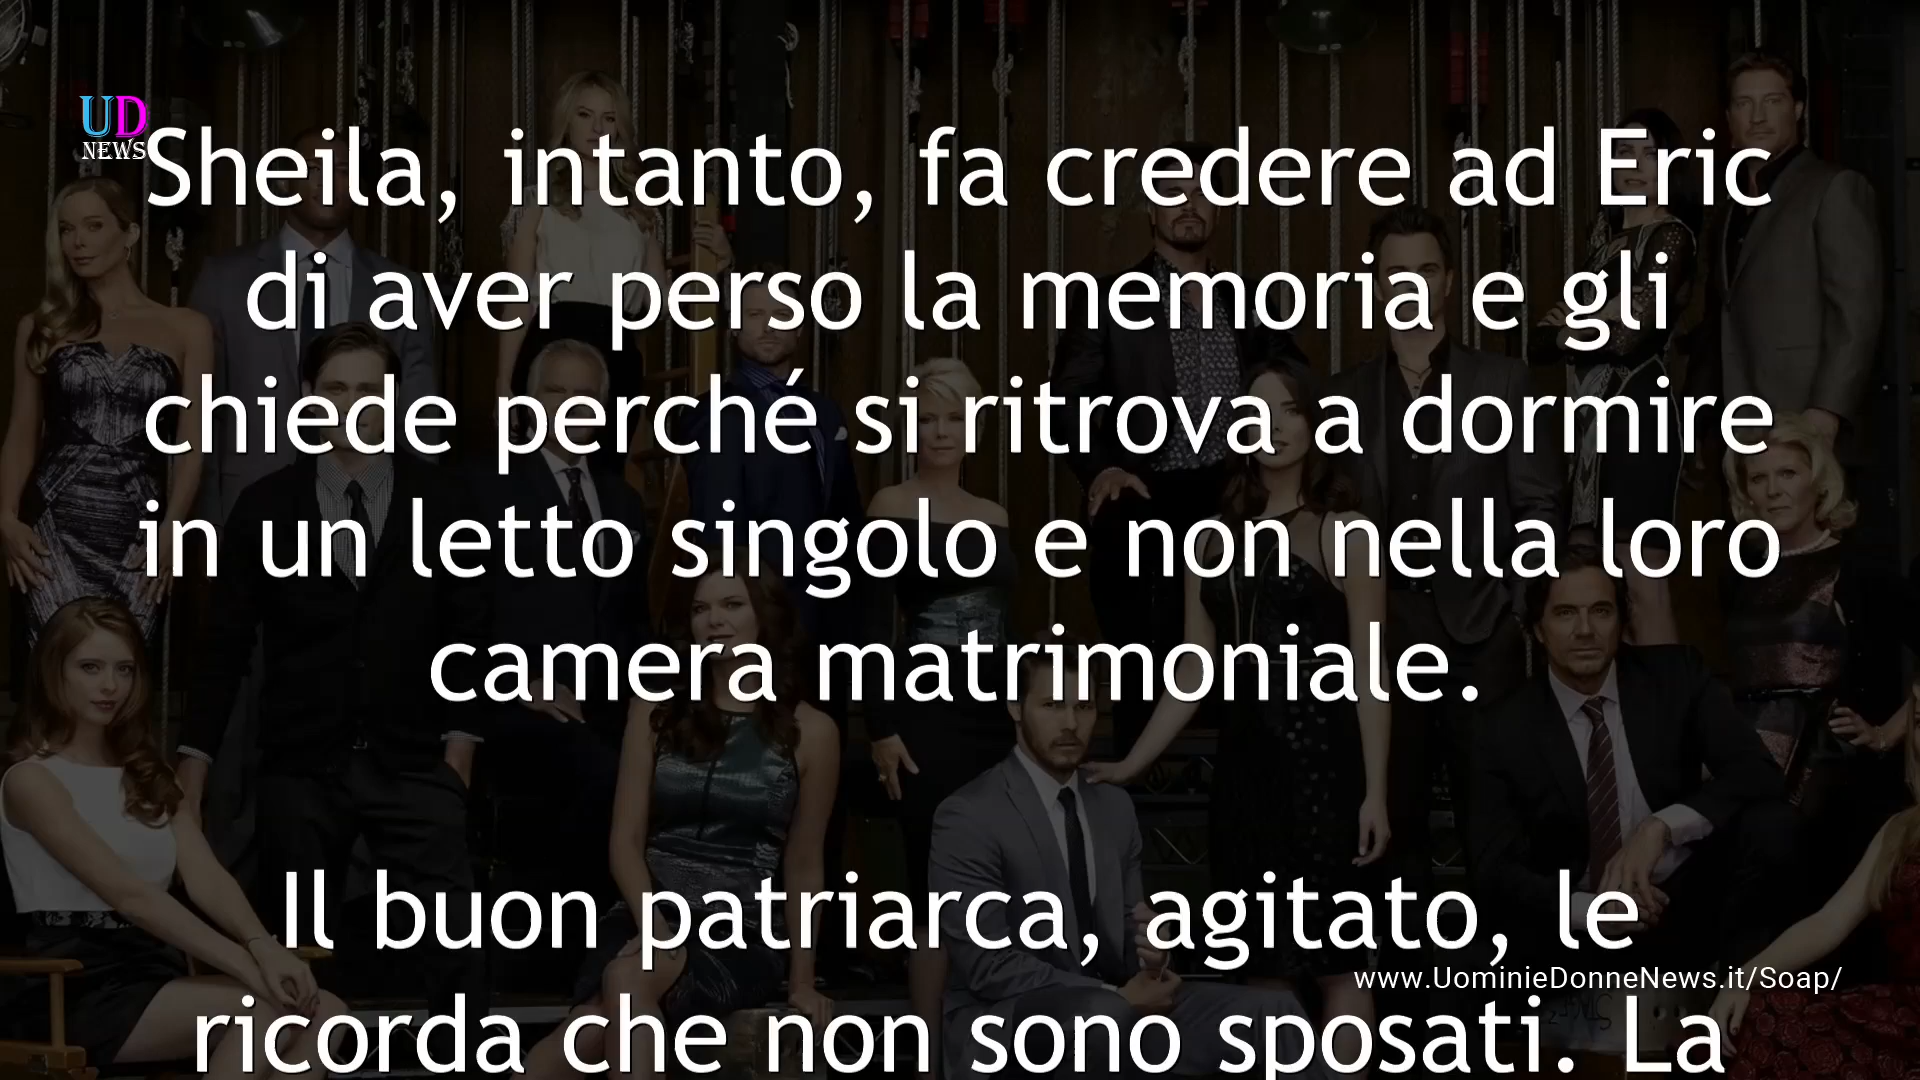 UD
NEWS
Sheila, intanto, fa credere ad Eric
di aver perso la memoria e gli
chiede perché si ritrova a dormire
in un letto singolo e non nella loro
camera matrimoniale.
Il buon patriarca, agitato, le
www.UominieDonneNews.it/Soap/
ricorda che non sono sposati. La